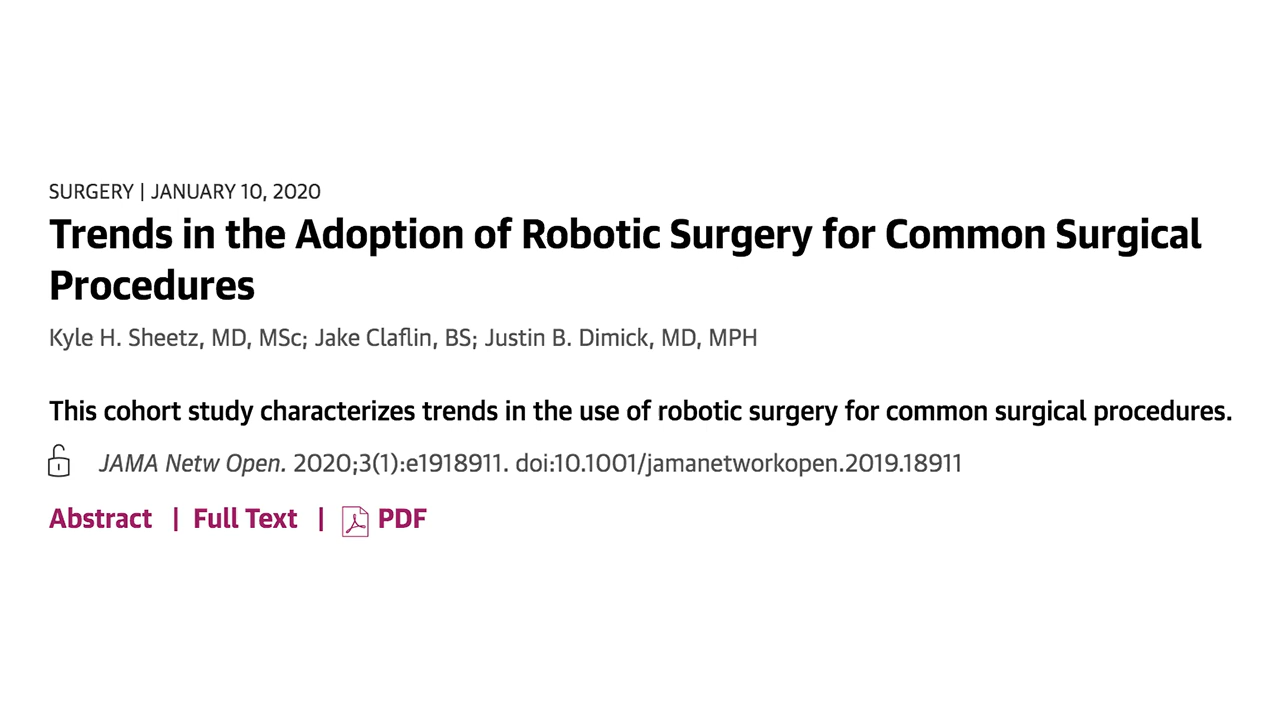 SURGERY | JANUARY 10, 2020
Trends in the Adoption of Robotic Surgery for Common Surgical
Procedures
Kyle H. Sheetz, MD, MSc; Jake Claflin, BS; Justin B. Dimick, MD, MPH
This cohort study characterizes trends in the use of robotic surgery for common surgical procedures.
JAMA Netw Open. 2020;3(1):e1918911. doi:10.1001/jamanetworkopen.2019.18911
Abstract | Full Text | PDF